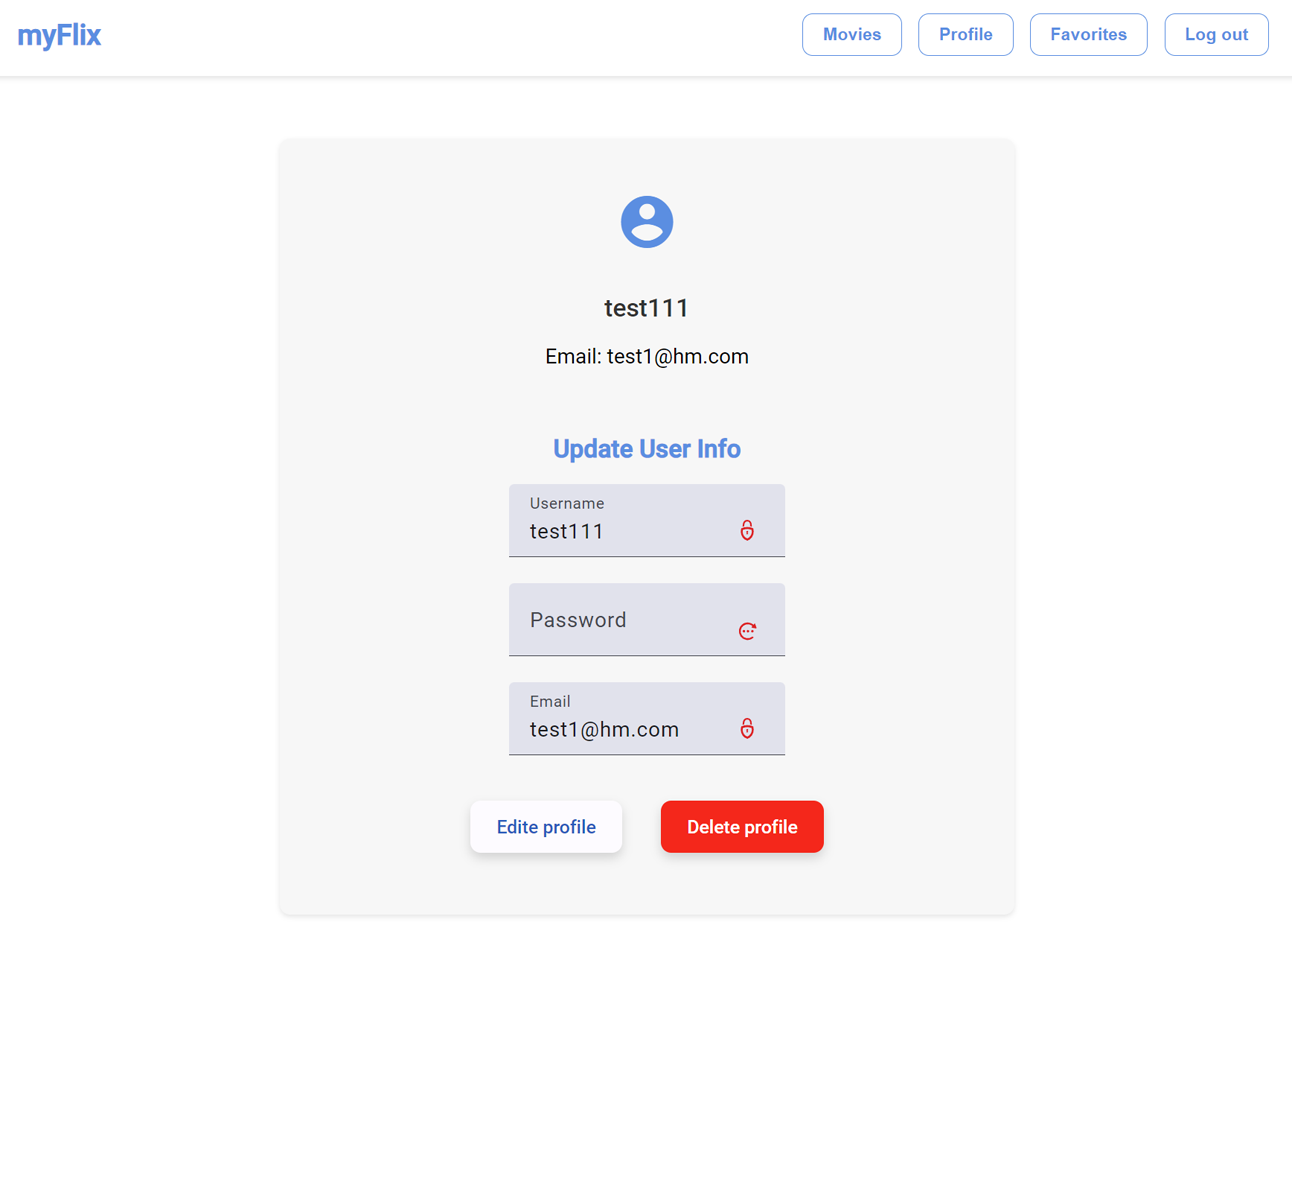 myFlix
Movies
Profile
Favorites
Log out
test111
Email: test1@hm.com
Update User Info
Username
test111
Password
Email
test1@hm.com
Edite profile
Delete profile